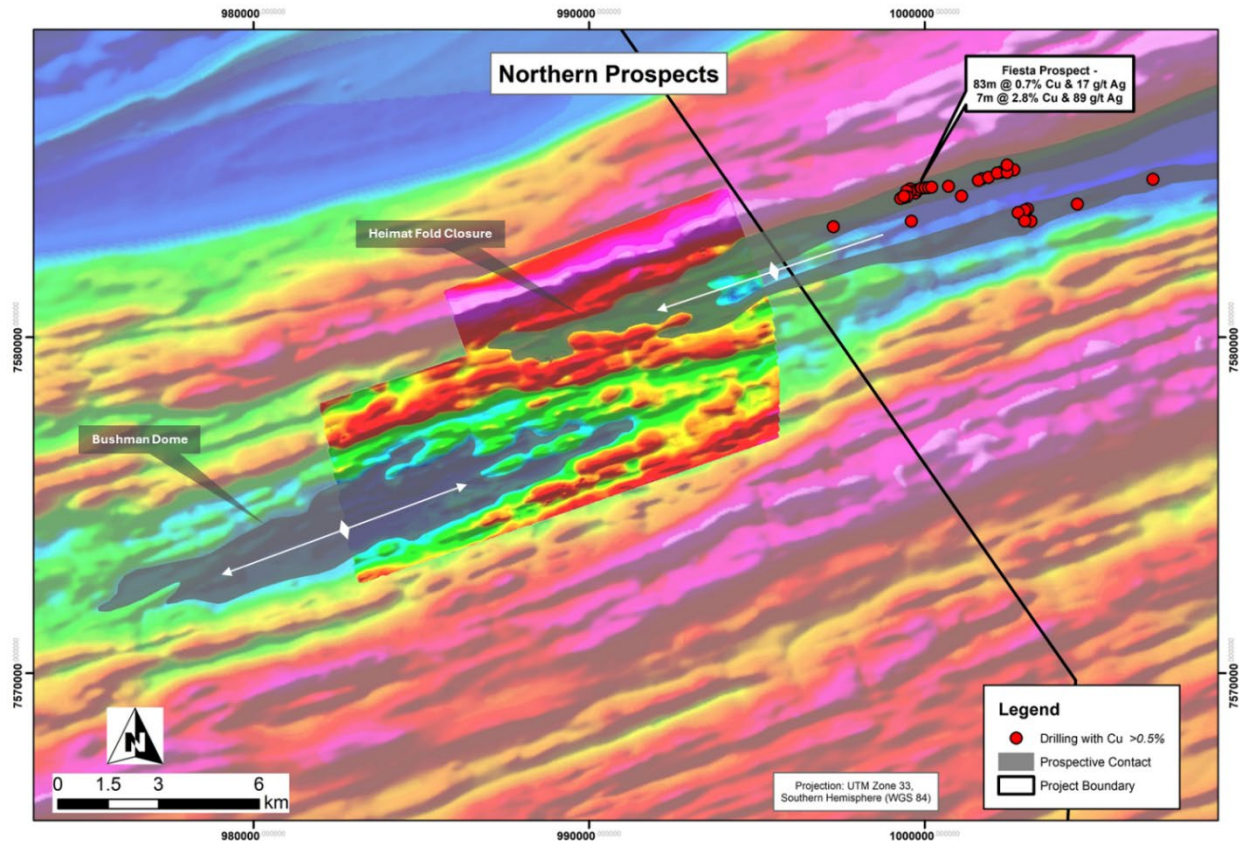 980000
990000
1000000
Northern Prospects
Fiesta Prospect -
83m @ 0.7% Cu & 17 g/t Ag
7m @ 2.8% Cu & 89 g/t Ag
Heimat Fold Closure
7580000
7580000
Bushman Dome
7570000
7570000
N
0 1.5 3 6
km
Projection: UTM Zone 33,
Southern Hemisphere (WGS 84)
Legend
Drilling with Cu >0.5%
Prospective Contact
Project Boundary
980000
990000
1000000